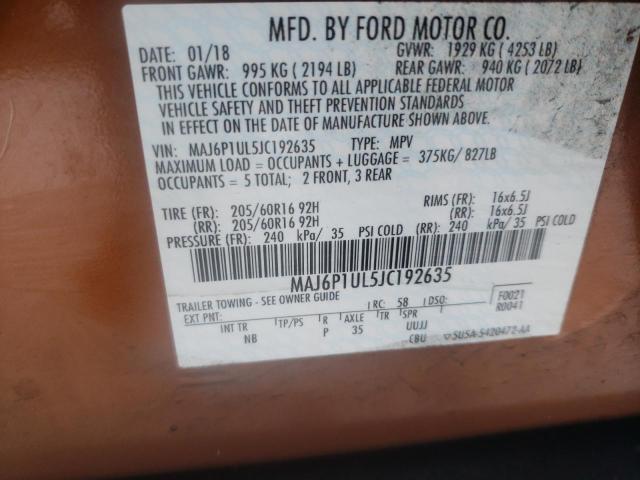 MFD. BY FORD MOTOR CO.
DATE: 01/18 GVWR: 1929 KG ( 4253 LB)
FRONT GAWR: 995 KG ( 2194 LB) REAR GAWR: 940 KG ( 2072 LB)
THIS VEHICLE CONFORMS TO ALL APPLICABLE FEDERAL MOTOR
VEHICLE SAFETY AND THEFT PREVENTION STANDARDS
IN EFFECT ON THE DATE OF MANUFACTURE SHOWN ABOVE.
VIN: MAJ6P1UL5JC192635 TYPE: MPV
MAXIMUM LOAD = OCCUPANTS + LUGGAGE = 375KG/ 827LB
OCCUPANTS = 5 TOTAL; 2 FRONT, 3 REAR
TIRE (FR): 205/60R16 92H RIMS (FR): 16x6.5J
(RR): 205/60R16 92H (RR): 16x6.5J
PRESSURE (FR): 240 kPa/ 35 PSI COLD (RR): 240 kPa/ 35 PSI COLD
MAJ6P1UL5JC192635
TRAILER TOWING - SEE OWNER GUIDE RC: 58 DSO: F0021
EXT PNT: R0041
INT TR TP/PS R AXLE TR SPR UUJJ
NB P 35 CBU SUSA-5420472-AA